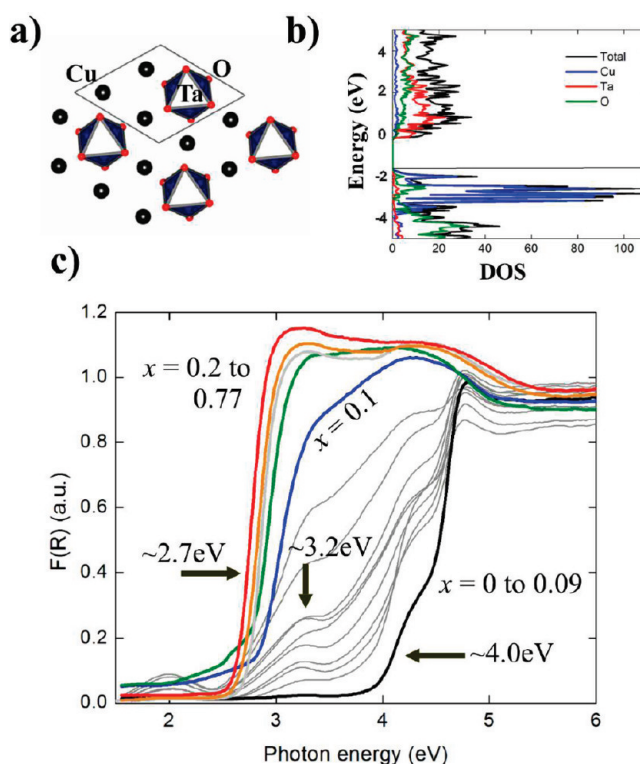 a)
Cu
O
Ta
b)
Energy (eV)
4
2
0
-2
-4
Total
Cu
Ta
O
0 20 40 60 80 100
DOS
c)
F(R) (a.u.)
1.2
1.0
0.8
0.6
0.4
0.2
0.0
x = 0.2 to
0.77
x = 0.1
~2.7eV
~3.2eV
x = 0 to 0.09
~4.0eV
2 3 4 5 6
Photon energy (eV)